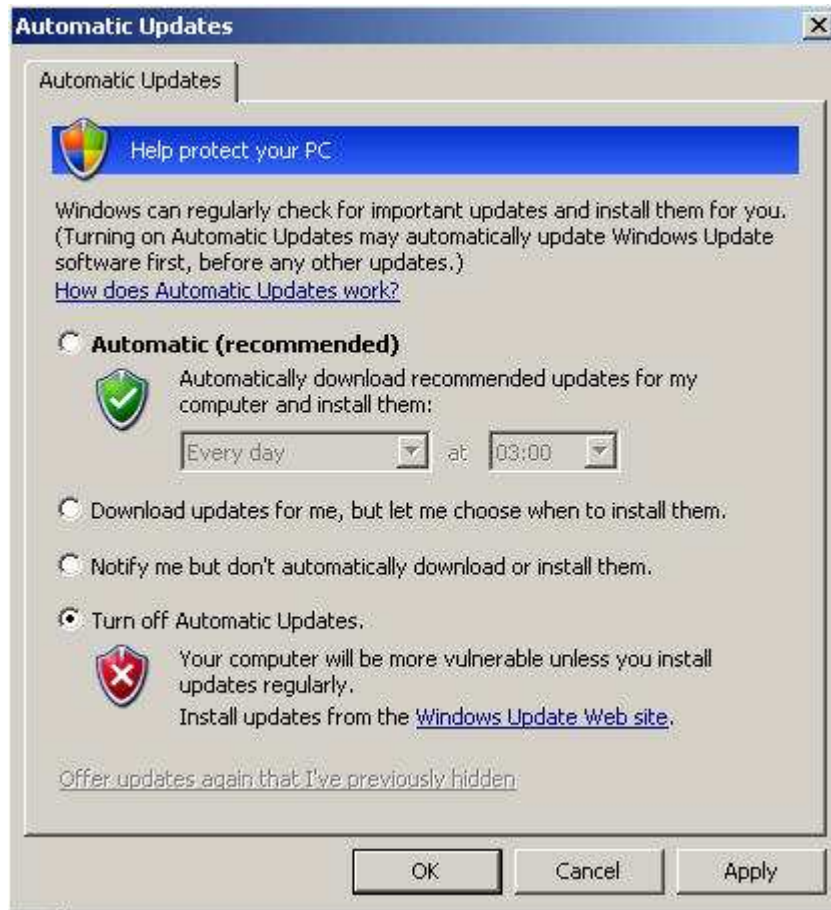 Automatic Updates
Automatic Updates
Help protect your PC
Windows can regularly check for important updates and install them for you.
(Turning on Automatic Updates may automatically update Windows Update
software first, before any other updates.)
How does Automatic Updates work?
Automatic (recommended)
Automatically download recommended updates for my
computer and install them:
Every day at 03:00
Download updates for me, but let me choose when to install them.
Notify me but don't automatically download or install them.
Turn off Automatic Updates.
Your computer will be more vulnerable unless you install
updates regularly.
Install updates from the Windows Update Web site.
Offer updates again that I've previously hidden
OK Cancel Apply